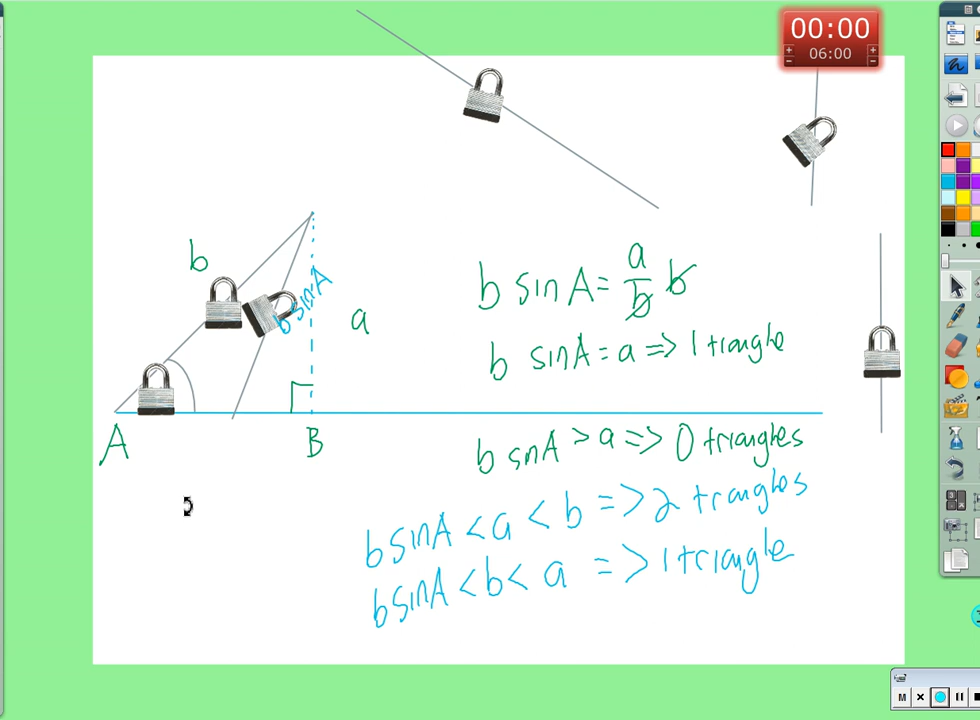 00:00
06:00
b
b sin A
a
A
B
b sin A = a/b b
b sin A = a => 1 triangle
b sin A > a => 0 triangles
b sin A < a < b => 2 triangles
b sin A < b < a => 1 triangle
M